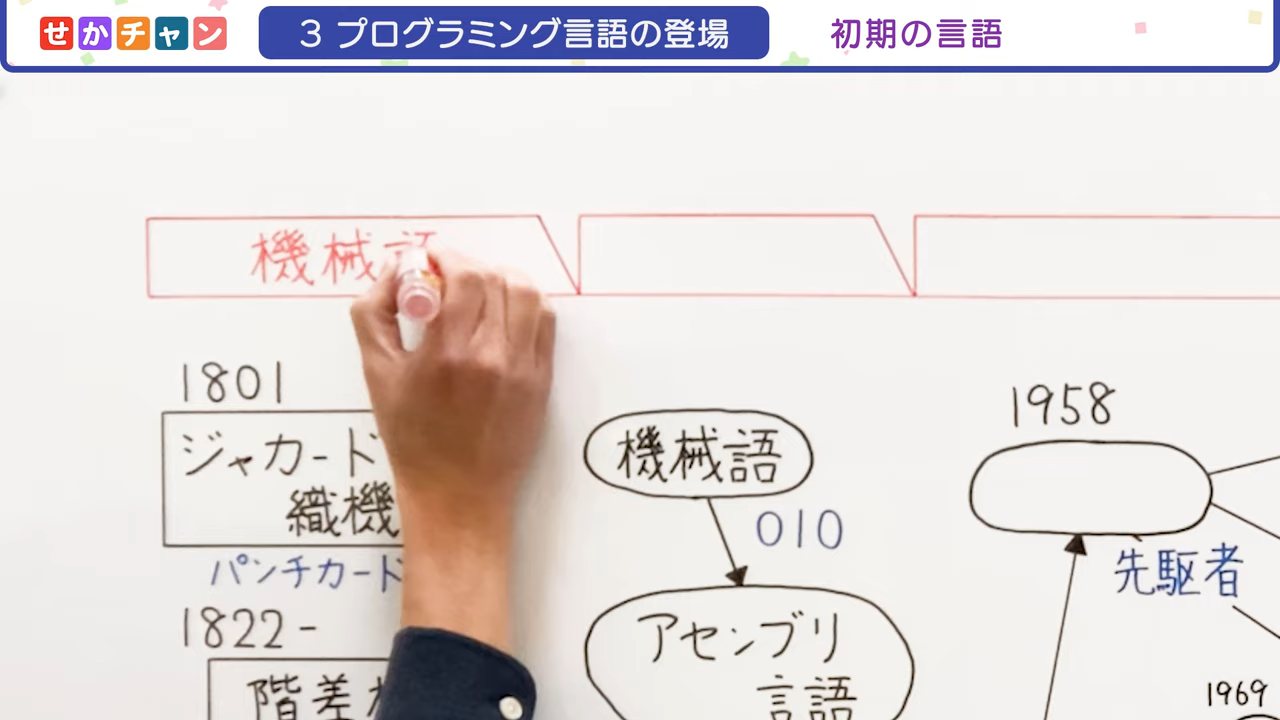 せかチャン
3 プログラミング言語の登場
初期の言語
機械語
1801
ジャカード
織機
パンチカード
1822-
階差
機械語
010
アセンブリ
言語
1958
先駆者
1969